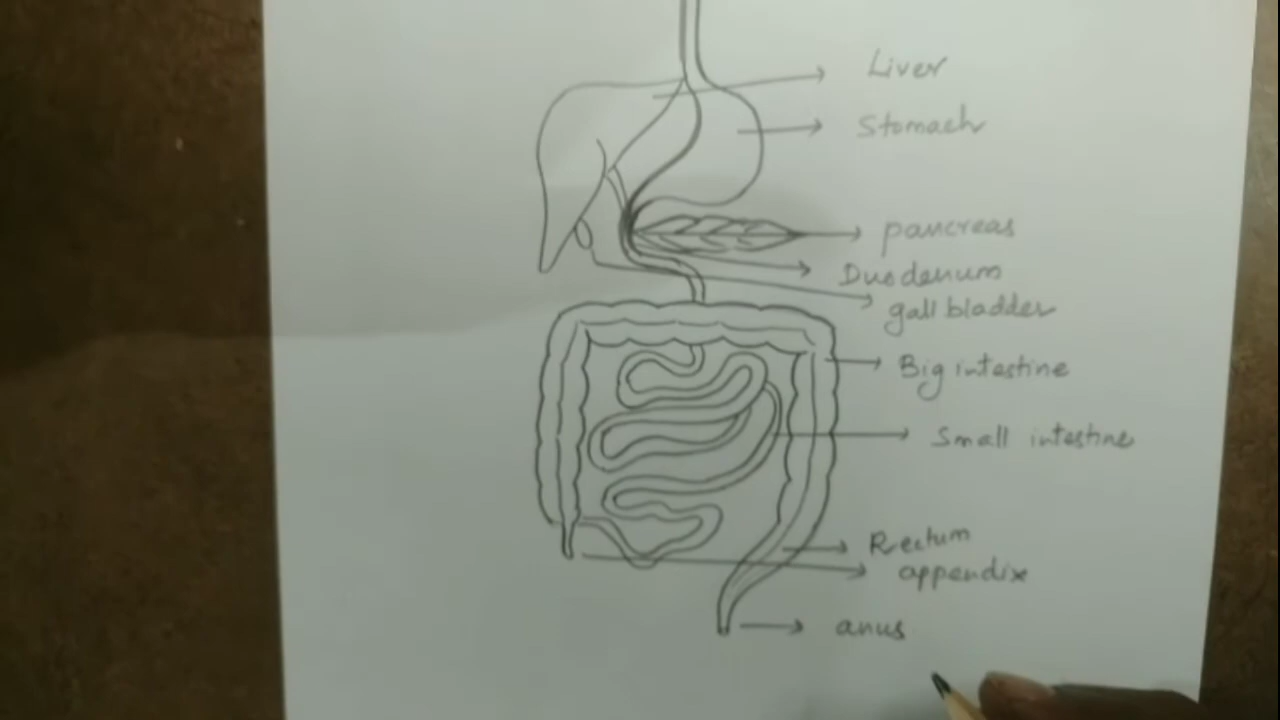 Liver
Stomach
pancreas
Duodenum
gall bladder
Big intestine
Small intestine
Rectum
appendix
anus